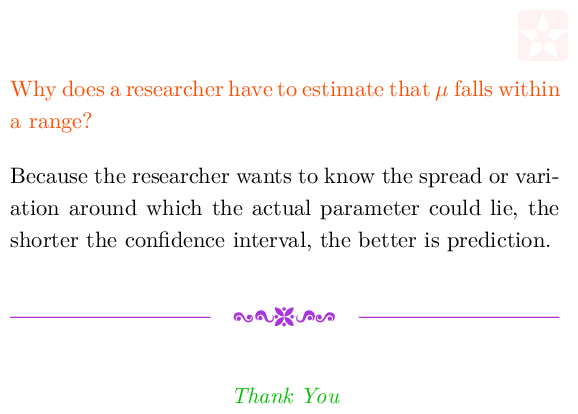 Why does a researcher have to estimate that μ falls within
a range?
Because the researcher wants to know the spread or vari-
ation around which the actual parameter could lie, the
shorter the confidence interval, the better is prediction.
Thank You